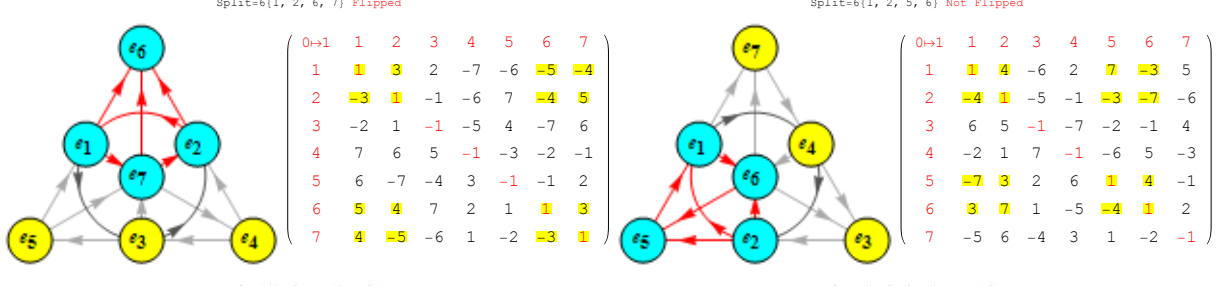 Split=6{1, 2, 6, 7} Flipped
Split=6{1, 2, 5, 6} Not Flipped
e6
e1
e2
e7
e5
e3
e4
0↦1 1 2 3 4 5 6 7
1 1 3 2 −7 −6 −5 −4
2 −3 1 −1 −6 7 −4 5
3 −2 1 −1 −5 4 −7 6
4 7 6 5 −1 −3 −2 −1
5 6 −7 −4 3 −1 −1 2
6 5 4 7 2 1 1 3
7 4 −5 −6 1 −2 −3 1
e7
e1
e4
e6
e5
e2
e3
0↦1 1 2 3 4 5 6 7
1 1 4 −6 2 7 −3 5
2 −4 1 −5 −1 −3 −7 −6
3 6 5 −1 −7 −2 −1 4
4 −2 1 7 −1 −6 5 −3
5 −7 3 2 6 1 4 −1
6 3 7 1 −5 −4 1 2
7 −5 6 −4 3 1 −2 −1